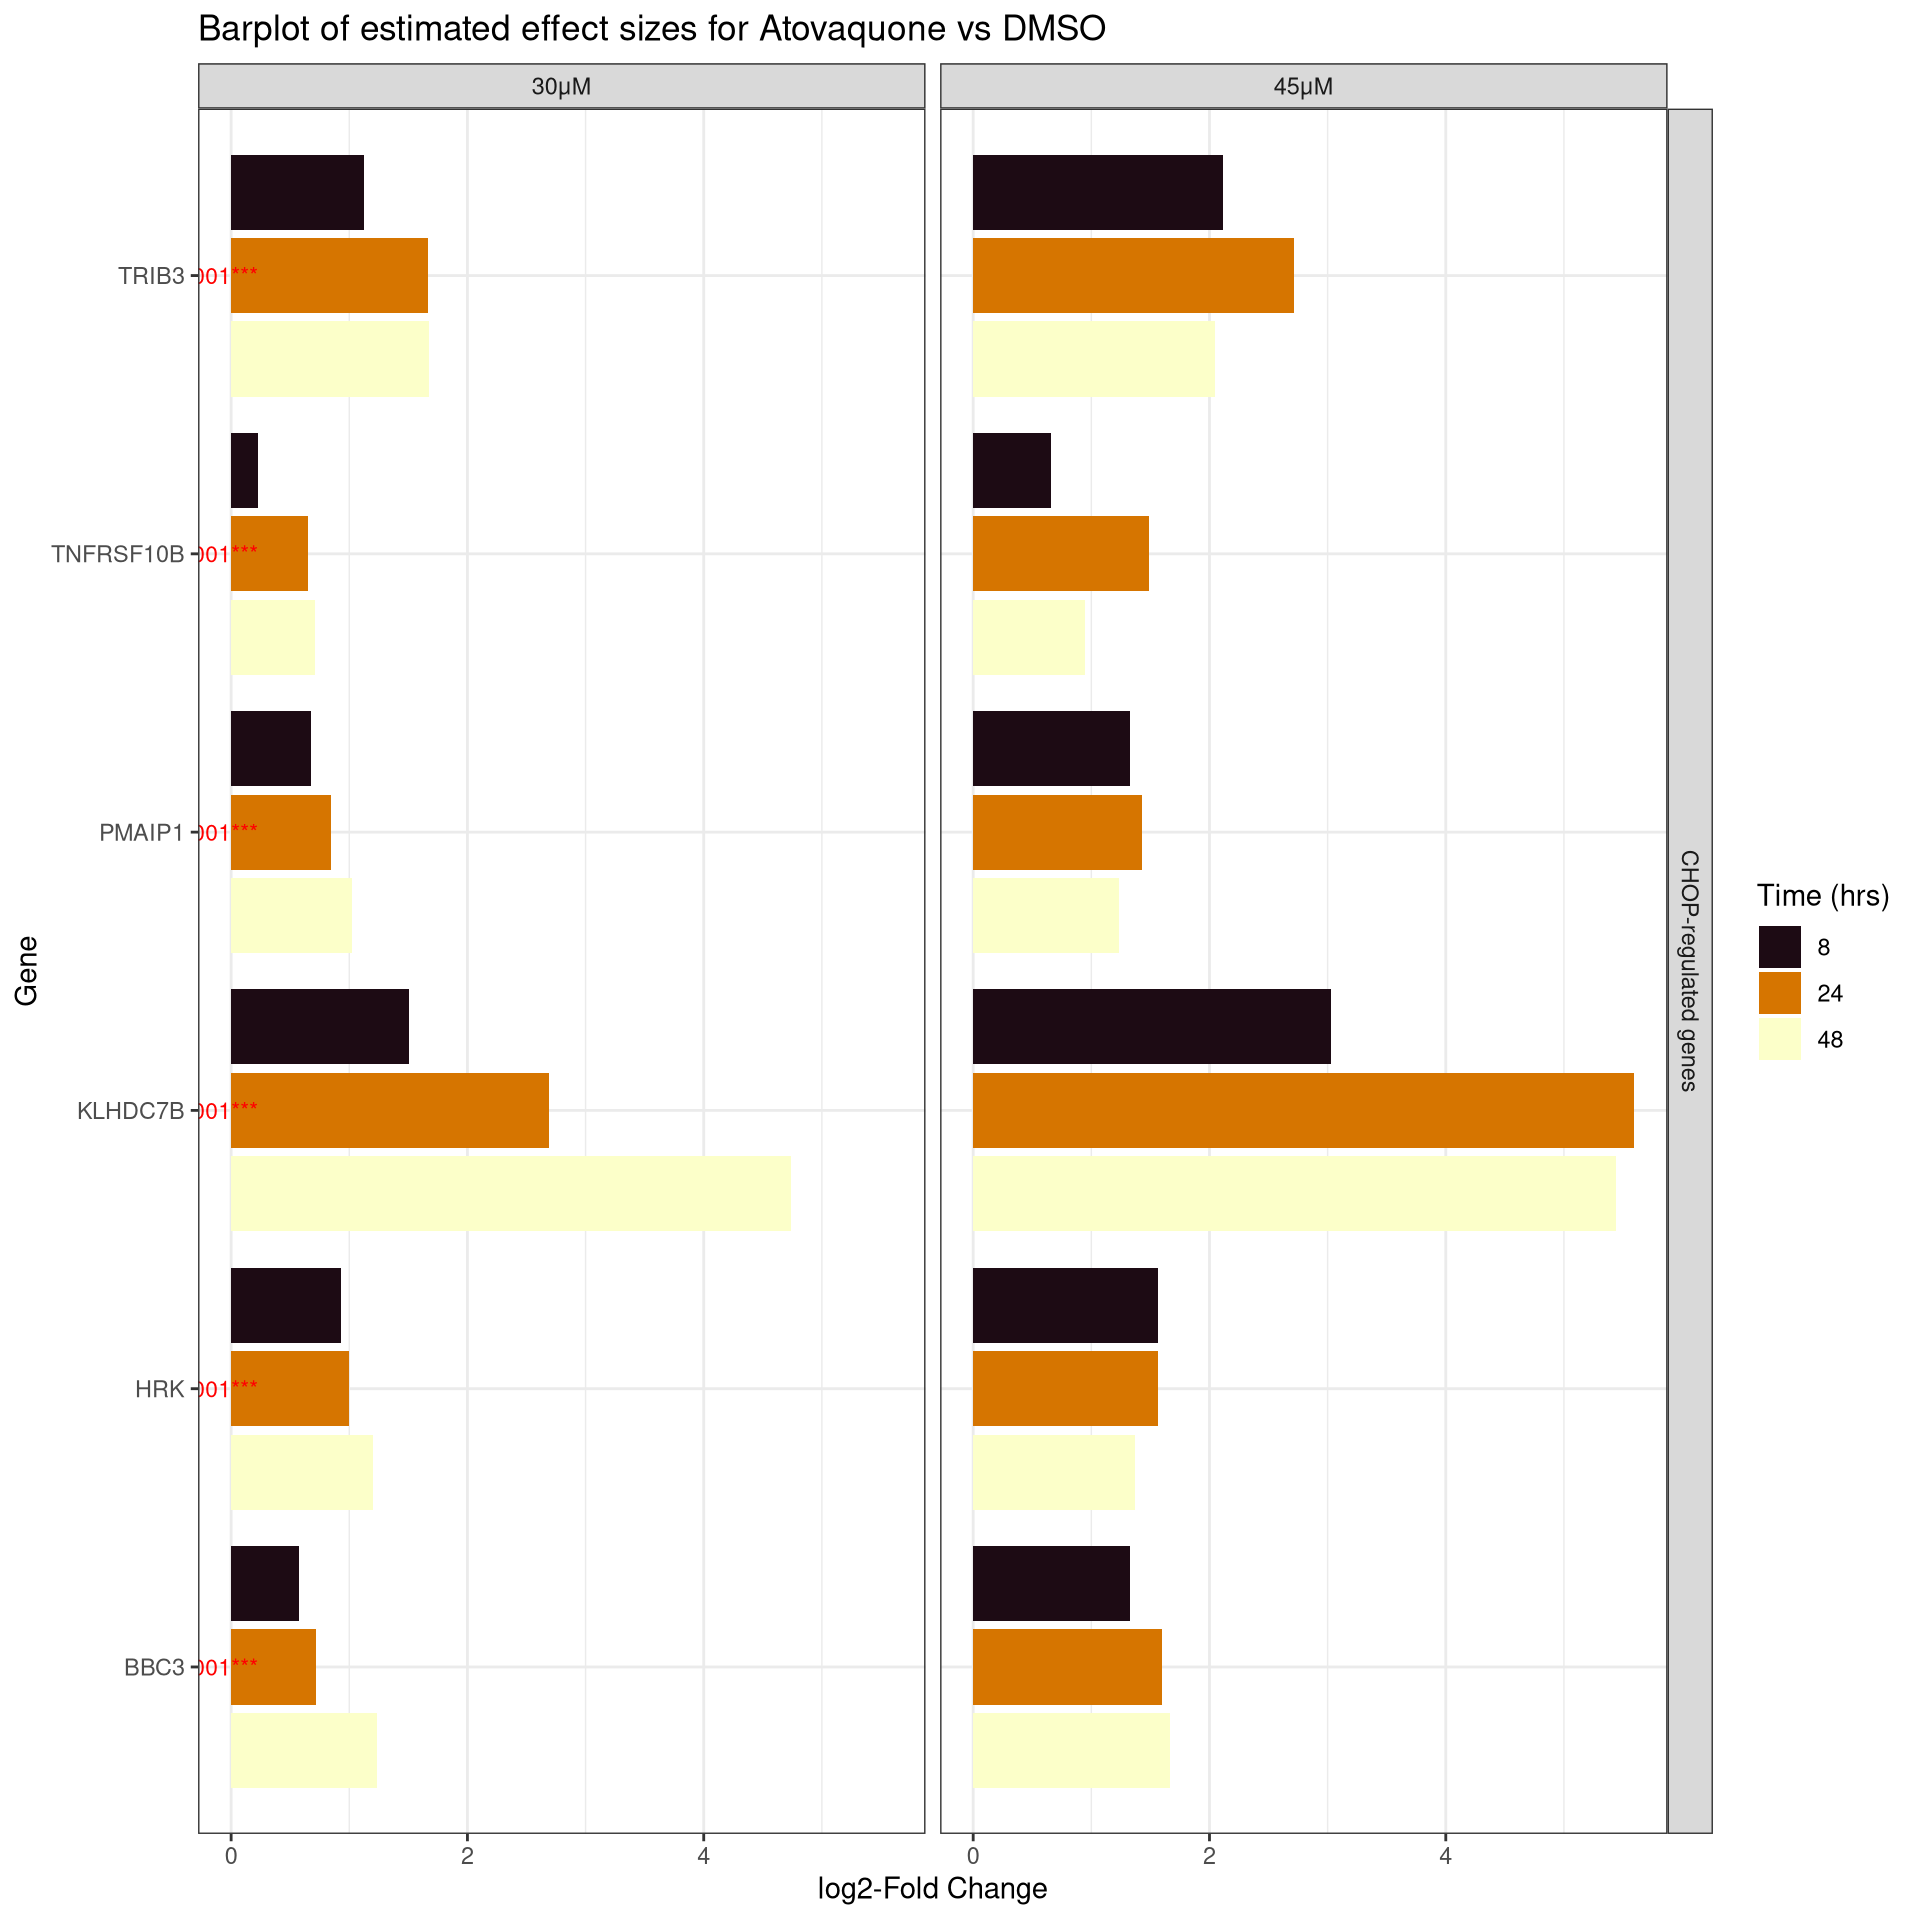 Barplot of estimated effect sizes for Atovaquone vs DMSO
30µM 45µM
TRIB3 001***
TNFRSF10B 001***
PMAIP1 001***
KLHDC7B 001***
HRK 001***
BBC3 001***
Gene
CHOP-regulated genes
0 2 4 0 2 4
log2-Fold Change
Time (hrs)
8
24
48